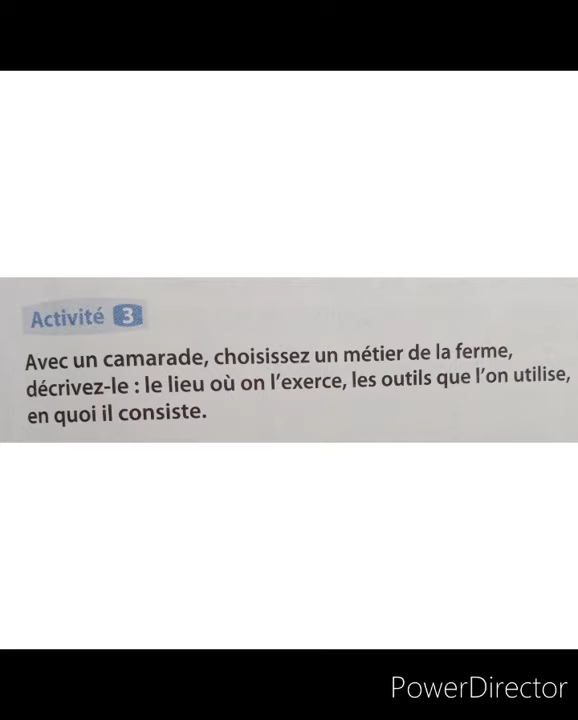 Activité 3
Avec un camarade, choisissez un métier de la ferme,
décrivez-le : le lieu où on l'exerce, les outils que l'on utilise,
en quoi il consiste.
PowerDirector